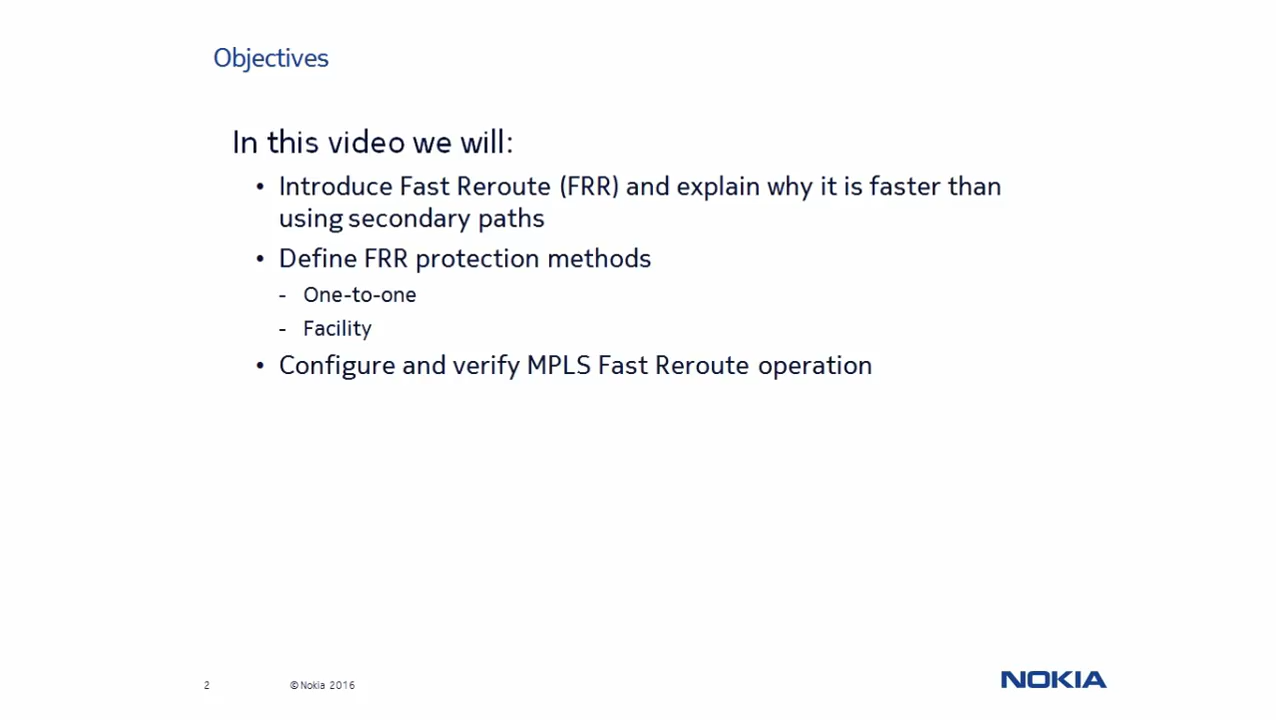 Objectives
In this video we will:
• Introduce Fast Reroute (FRR) and explain why it is faster than
using secondary paths
• Define FRR protection methods
- One-to-one
- Facility
• Configure and verify MPLS Fast Reroute operation
2 © Nokia 2016
NOKIA